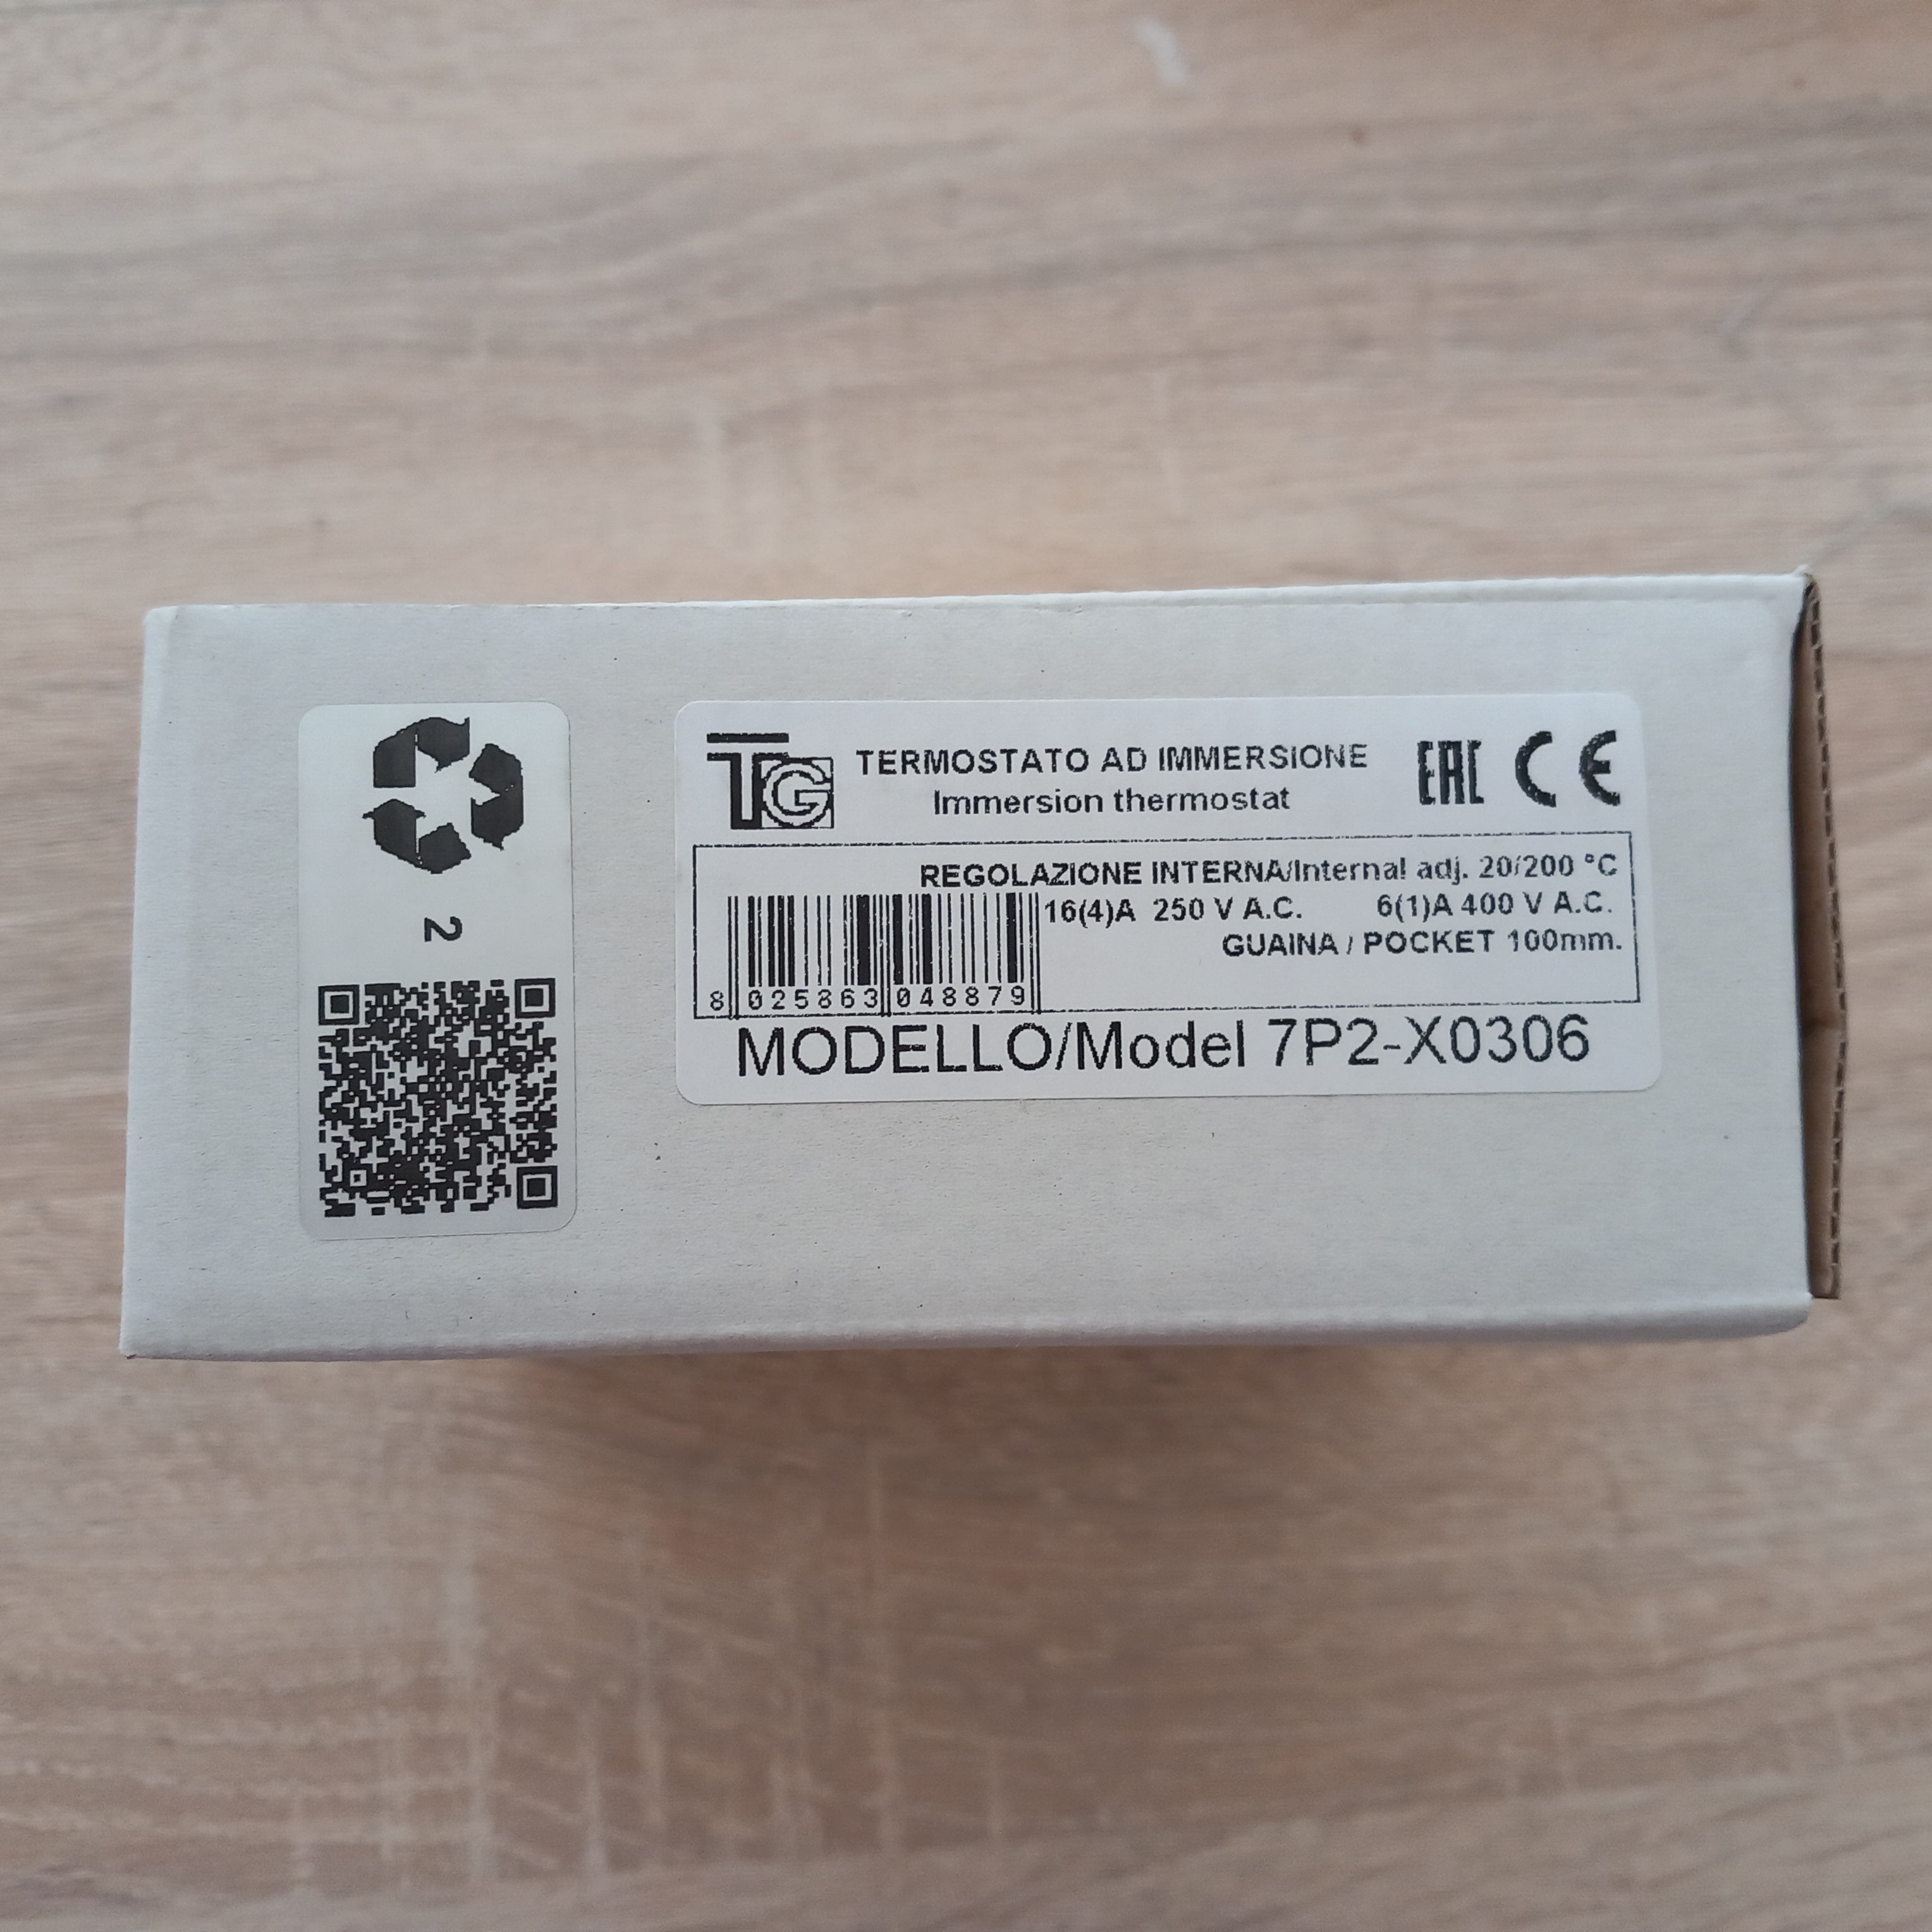 2
TG
TERMOSTATO AD IMMERSIONE
Immersion thermostat
EAC CE
REGOLAZIONE INTERNA/Internal adj. 20/200 °C
16(4)A 250 V A.C. 6(1)A 400 V A.C.
GUAINA / POCKET 100mm.
8 025863 048879
MODELLO/Model 7P2-X0306